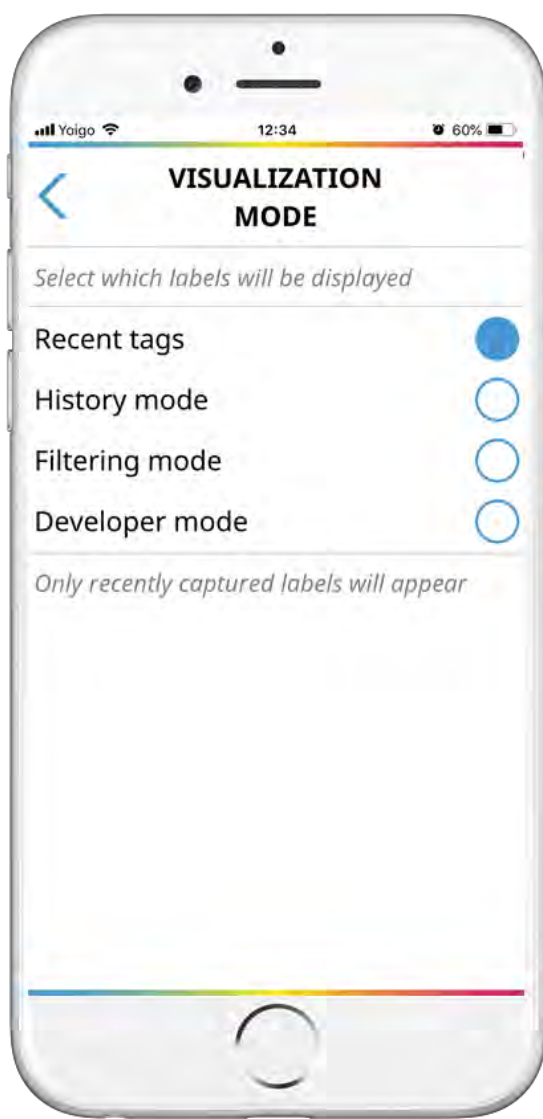 Yoigo 12:34 60%
VISUALIZATION
MODE
Select which labels will be displayed
Recent tags
History mode
Filtering mode
Developer mode
Only recently captured labels will appear